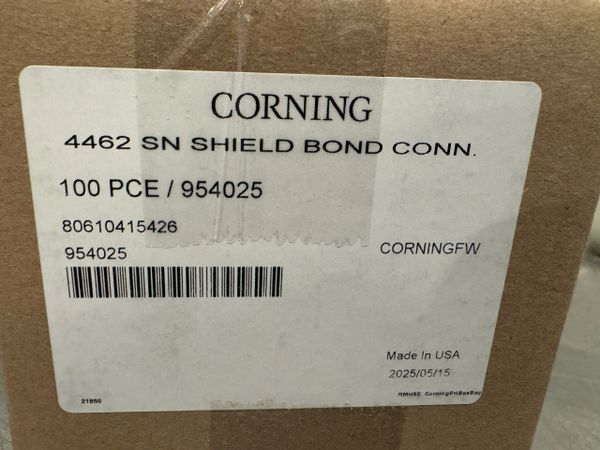 CORNING
4462 SN SHIELD BOND CONN.
100 PCE / 954025
80610415426
954025
CORNINGFW
Made In USA
2025/05/15
21850